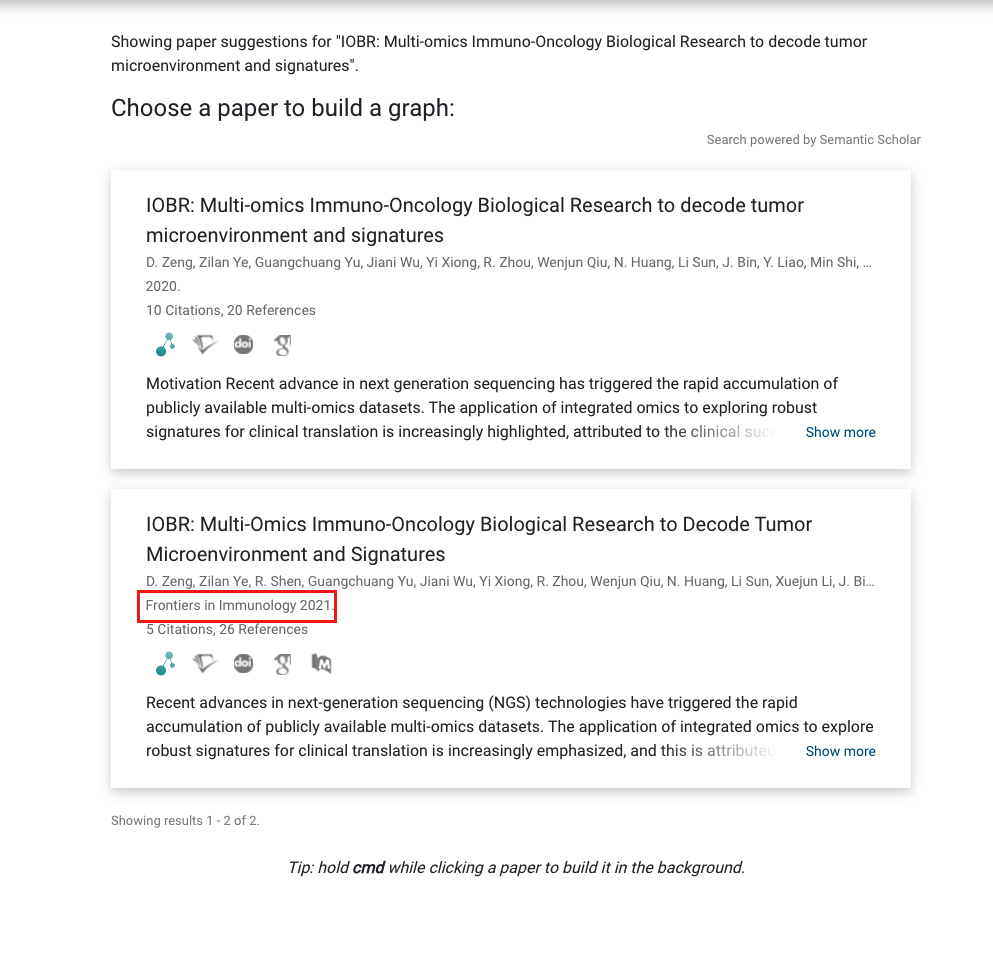 Showing paper suggestions for "IOBR: Multi-omics Immuno-Oncology Biological Research to decode tumor
microenvironment and signatures".
Choose a paper to build a graph:
Search powered by Semantic Scholar
IOBR: Multi-omics Immuno-Oncology Biological Research to decode tumor
microenvironment and signatures
D. Zeng, Zilan Ye, Guangchuang Yu, Jiani Wu, Yi Xiong, R. Zhou, Wenjun Qiu, N. Huang, Li Sun, J. Bin, Y. Liao, Min Shi, ...
2020.
10 Citations, 20 References
doi
Motivation Recent advance in next generation sequencing has triggered the rapid accumulation of
publicly available multi-omics datasets. The application of integrated omics to exploring robust
signatures for clinical translation is increasingly highlighted, attributed to the clinical succ Show more
IOBR: Multi-Omics Immuno-Oncology Biological Research to Decode Tumor
Microenvironment and Signatures
D. Zeng, Zilan Ye, R. Shen, Guangchuang Yu, Jiani Wu, Yi Xiong, R. Zhou, Wenjun Qiu, N. Huang, Li Sun, Xuejun Li, J. Bi...
Frontiers in Immunology 2021.
5 Citations, 26 References
doi M
Recent advances in next-generation sequencing (NGS) technologies have triggered the rapid
accumulation of publicly available multi-omics datasets. The application of integrated omics to explore
robust signatures for clinical translation is increasingly emphasized, and this is attributed Show more
Showing results 1 - 2 of 2.
Tip: hold cmd while clicking a paper to build it in the background.